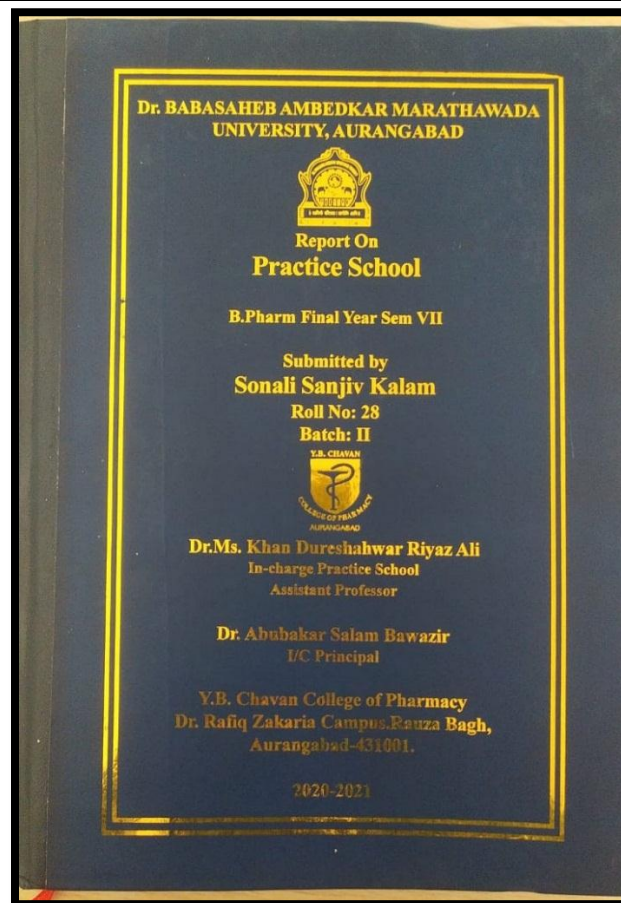 Dr. BABASAHEB AMBEDKAR MARATHAWADA
UNIVERSITY, AURANGABAD
Report On
Practice School
B.Pharm Final Year Sem VII
Submitted by
Sonali Sanjiv Kalam
Roll No: 28
Batch: II
Y.B. CHAVAN
COLLEGE OF PHARMACY
AURANGABAD
Dr.Ms. Khan Dureshahwar Riyaz Ali
In-charge Practice School
Assistant Professor
Dr. Abubakar Salam Bawazir
I/C Principal
Y.B. Chavan College of Pharmacy
Dr. Rafiq Zakaria Campus,Rauza Bagh,
Aurangabad-431001.
2020-2021